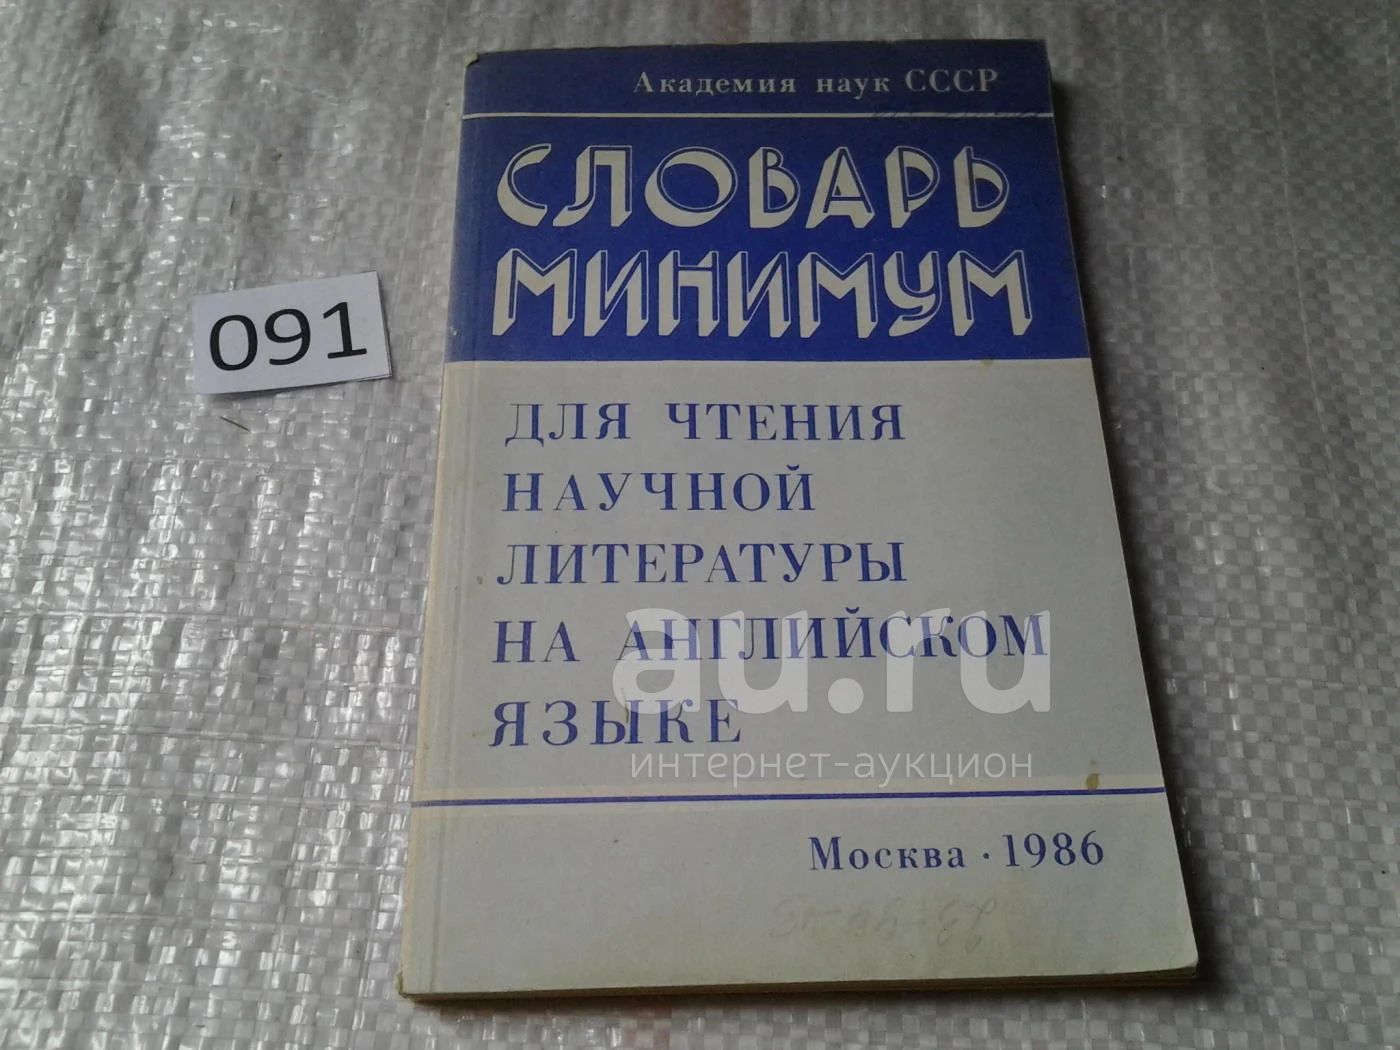 Академия наук СССР
СЛОВАРЬ
МИНИМУМ
091
ДЛЯ ЧТЕНИЯ
НАУЧНОЙ
ЛИТЕРАТУРЫ
НА АНГЛИЙСКОМ
ЯЗЫКЕ
au.ru
интернет-аукцион
Москва · 1986